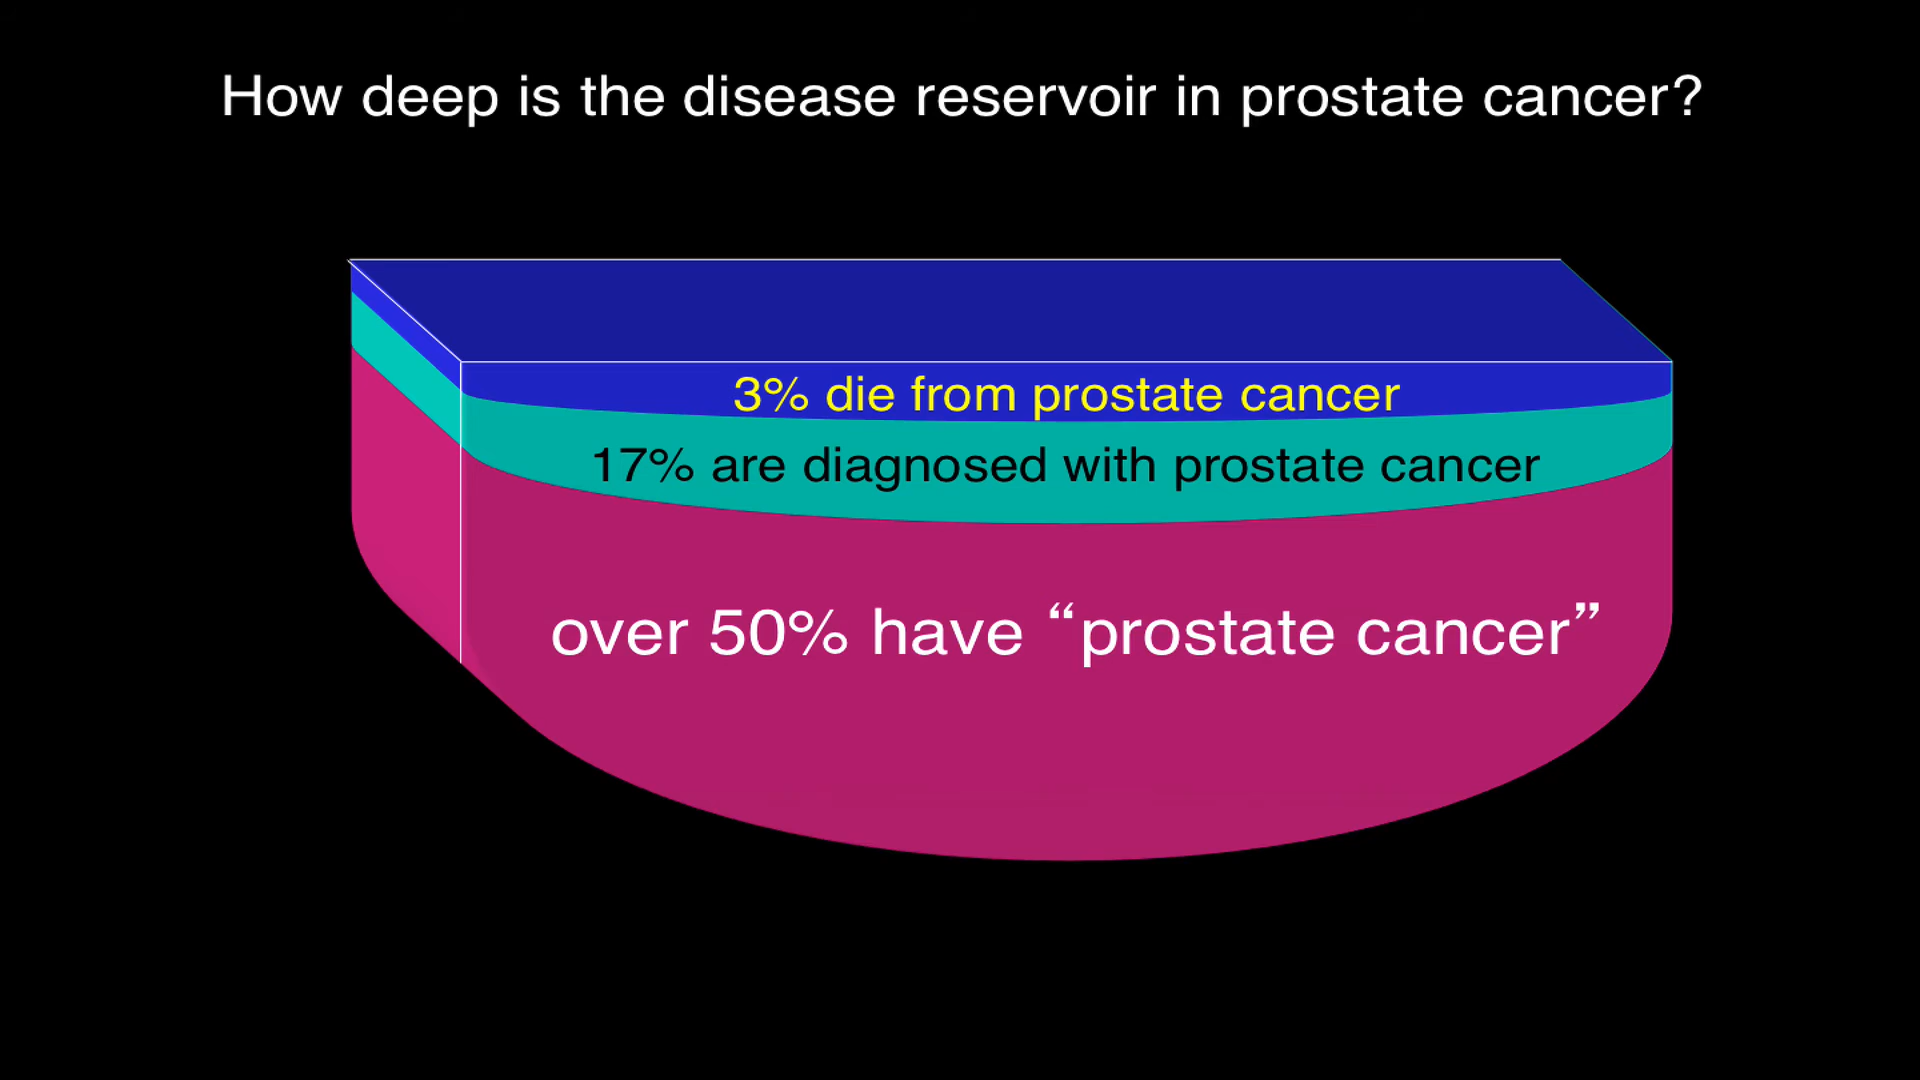 How deep is the disease reservoir in prostate cancer?
3% die from prostate cancer
17% are diagnosed with prostate cancer
over 50% have “prostate cancer”